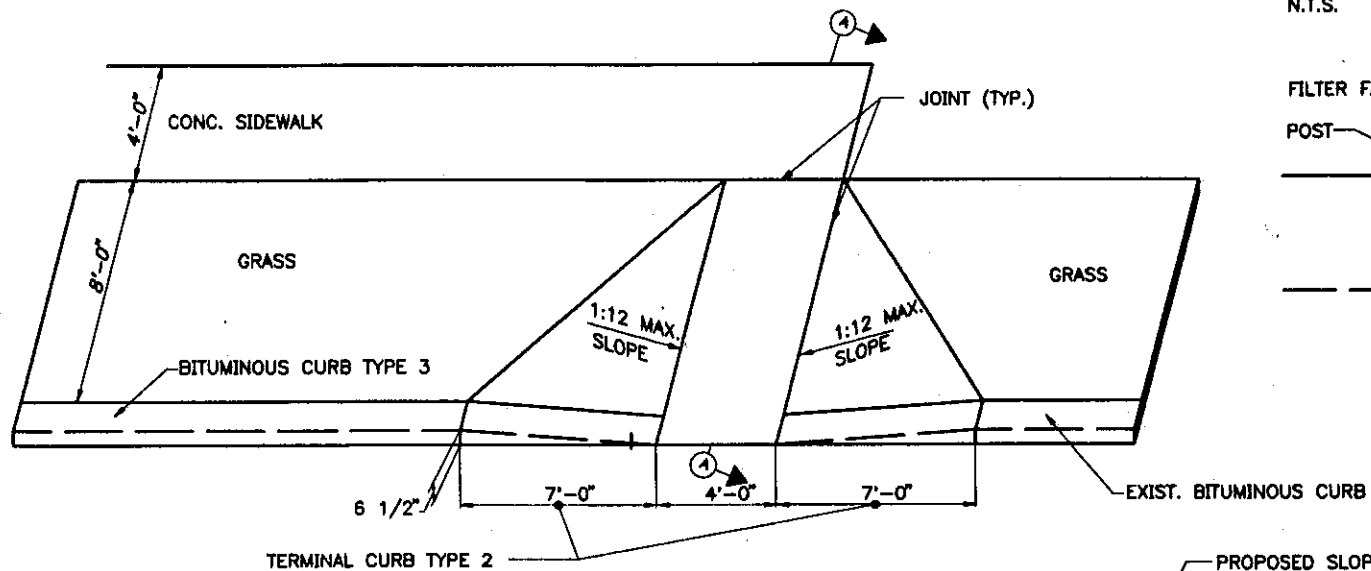 N.T.S.
4
JOINT (TYP.)
FILTER
POST
4'-0"
CONC. SIDEWALK
8'-0"
GRASS
GRASS
1:12 MAX.
SLOPE
1:12 MAX.
SLOPE
BITUMINOUS CURB TYPE 3
4
6 1/2"
7'-0"
4'-0"
7'-0"
EXIST. BITUMINOUS CURB
TERMINAL CURB TYPE 2
PROPOSED SLOP